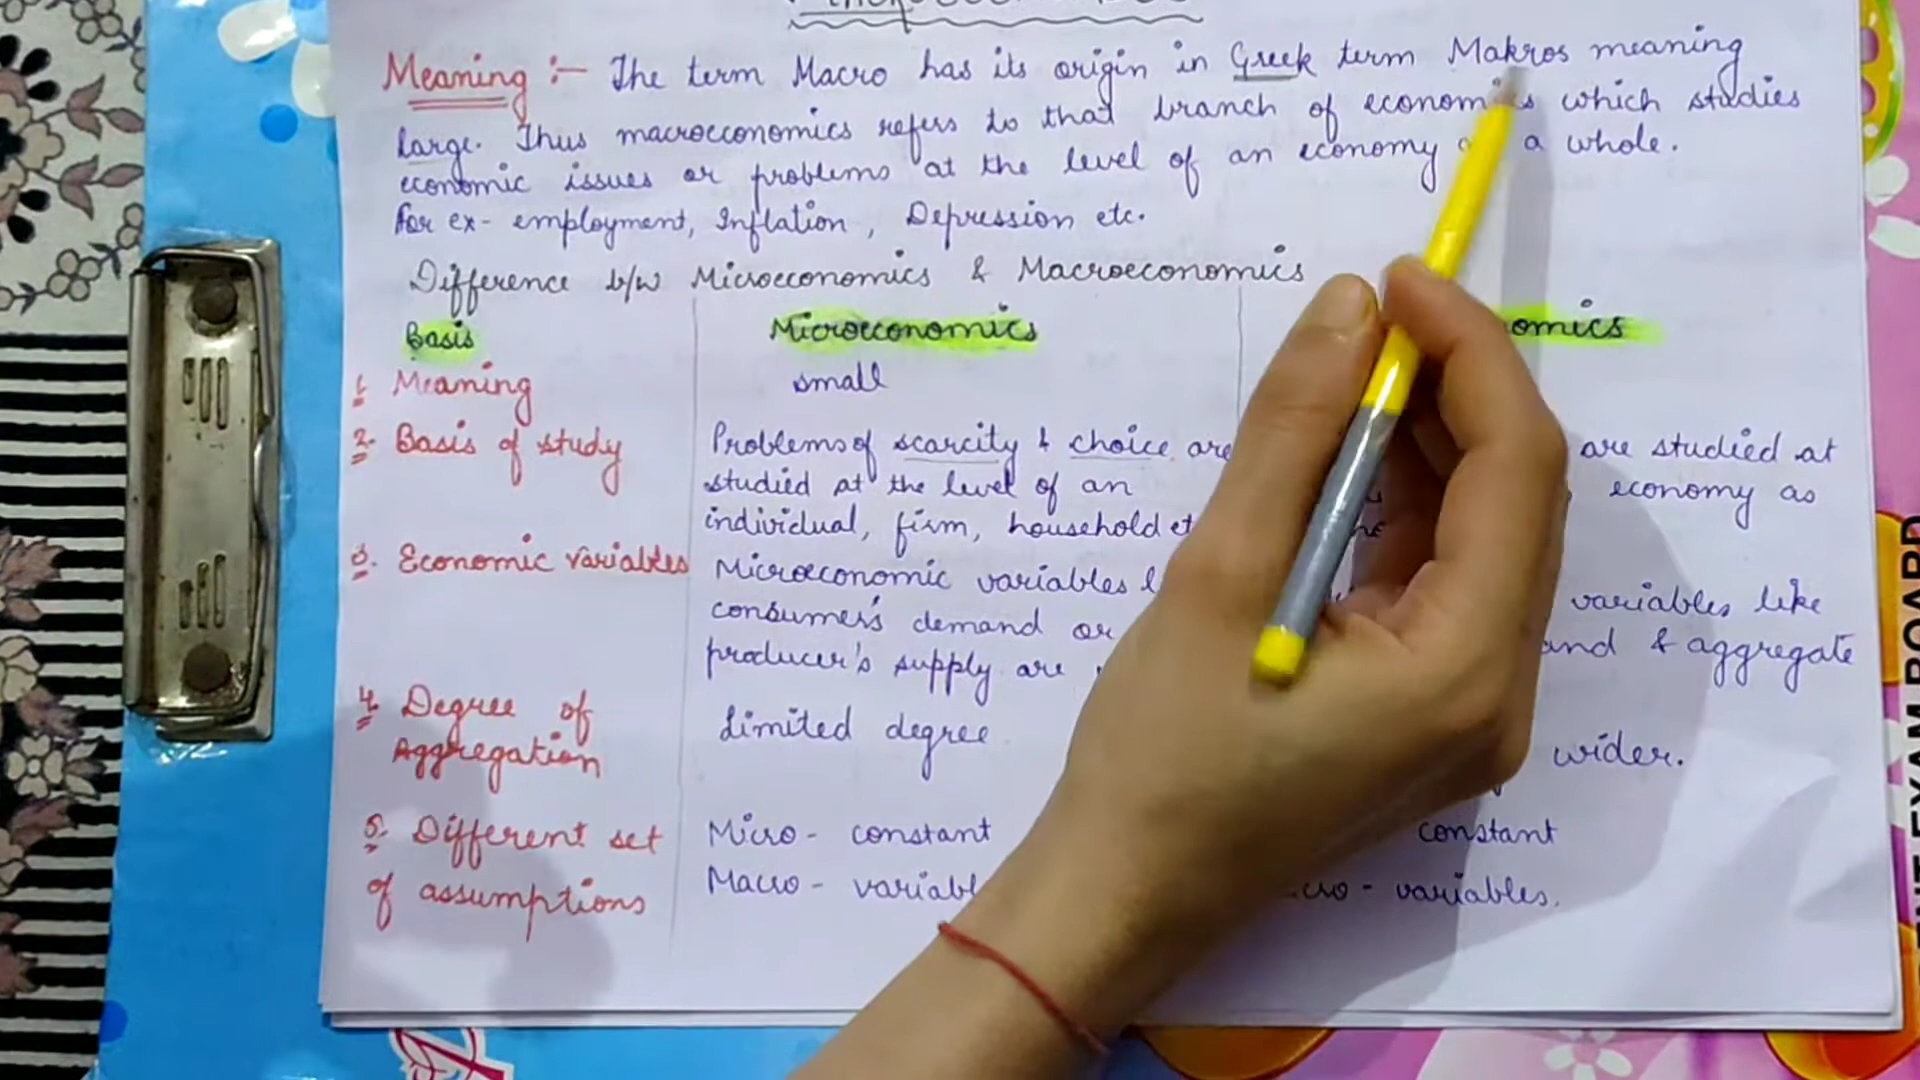 Meaning :- The term Macro has its origin in Greek term Makros meaning
large. Thus macroeconomics refers to that branch of economics which studies
economic issues or problems at the level of an economy a whole.
For ex- employment, Inflation, Depression etc.
Difference b/w Microeconomics & Macroeconomics
Basis Microeconomics omics
1. Meaning small
2. Basis of study Problems of scarcity & choice are are studied at
studied at the level of an economy as
individual, firm, household
3. Economic variables Microeconomic variables variables like
consumer's demand or & aggregate
producer's supply are
4. Degree of Limited degree
Aggregation wider.
5. Different set Micro - constant constant
of assumptions Macro - variables.
EXAM BOARD